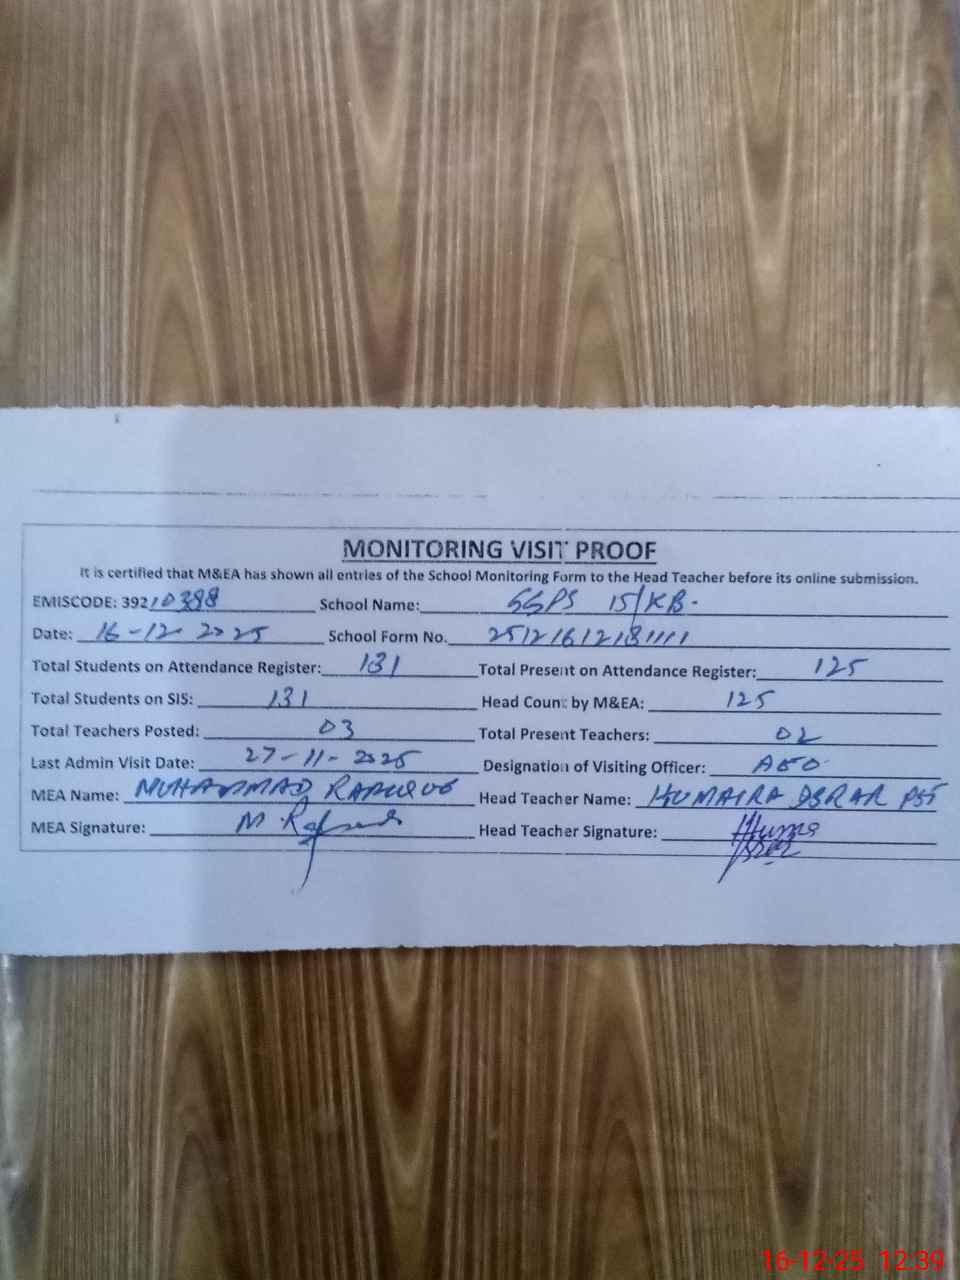 MONITORING VISIT PROOF
It is certified that M&EA has shown all entries of the School Monitoring Form to the Head Teacher before its online submission.
EMISCODE: 39210388 School Name: GGPS 15/KB.
Date: 16-12-2025 School Form No. 25121612181111
Total Students on Attendance Register: 131 Total Present on Attendance Register: 125
Total Students on SIS: 131 Head Count by M&EA: 125
Total Teachers Posted: 03 Total Present Teachers: 02
Last Admin Visit Date: 27-11-2025 Designation of Visiting Officer: AEO
MEA Name: MUHAMMAD Head Teacher Name: HUMAIRA ISRAR PST
MEA Signature: Head Teacher Signature: Huma
16-12-25 12:39